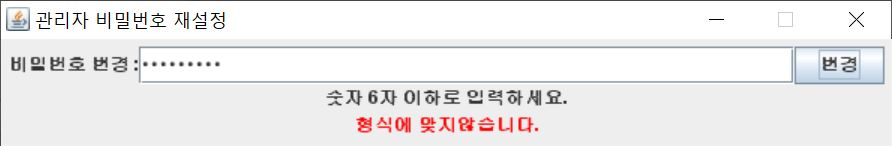 관리자 비밀번호 재설정
비밀번호 변경 : ••••••••• 변경
숫자 6자 이하로 입력하세요.
형식에 맞지않습니다.